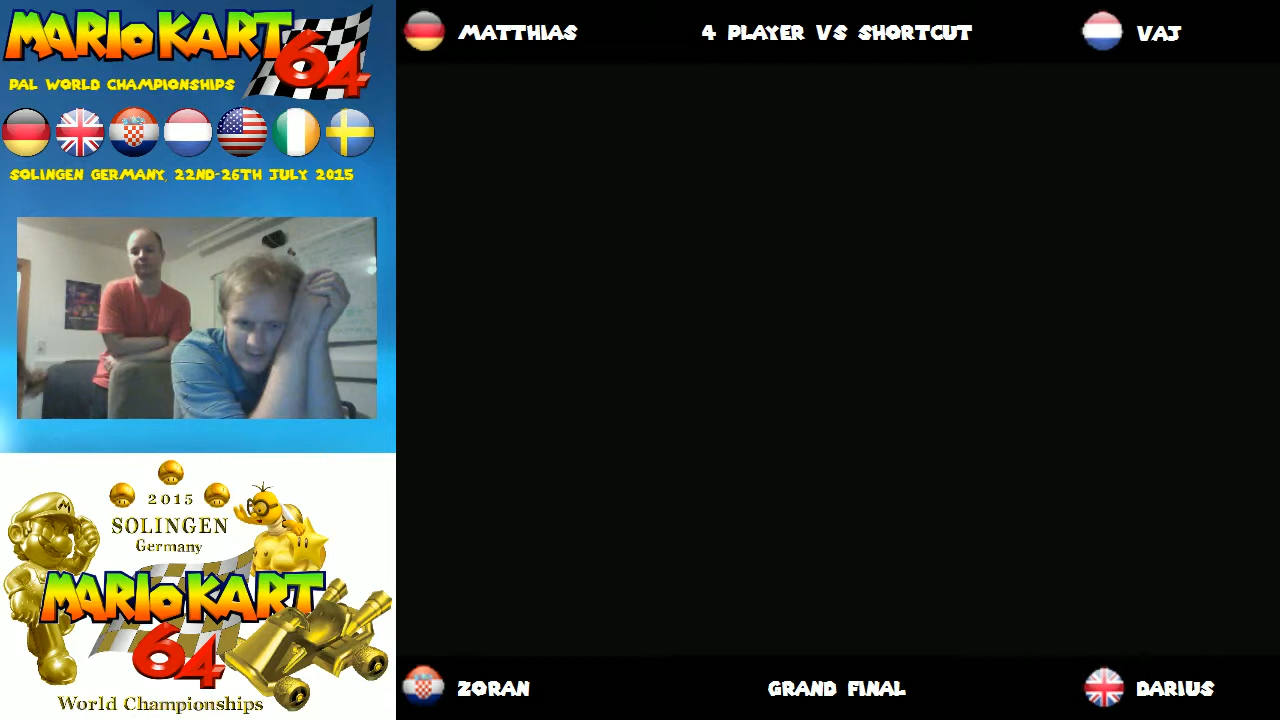 MARIO KART
64
PAL WORLD CHAMPIONSHIPS
SOLINGEN GERMANY, 22ND-26TH JULY 2015
MATTHIAS
4 PLAYER VS SHORTCUT
VAJ
2015
SOLINGEN
Germany
MARIO KART
64
World Championships
ZORAN
GRAND FINAL
DARIUS